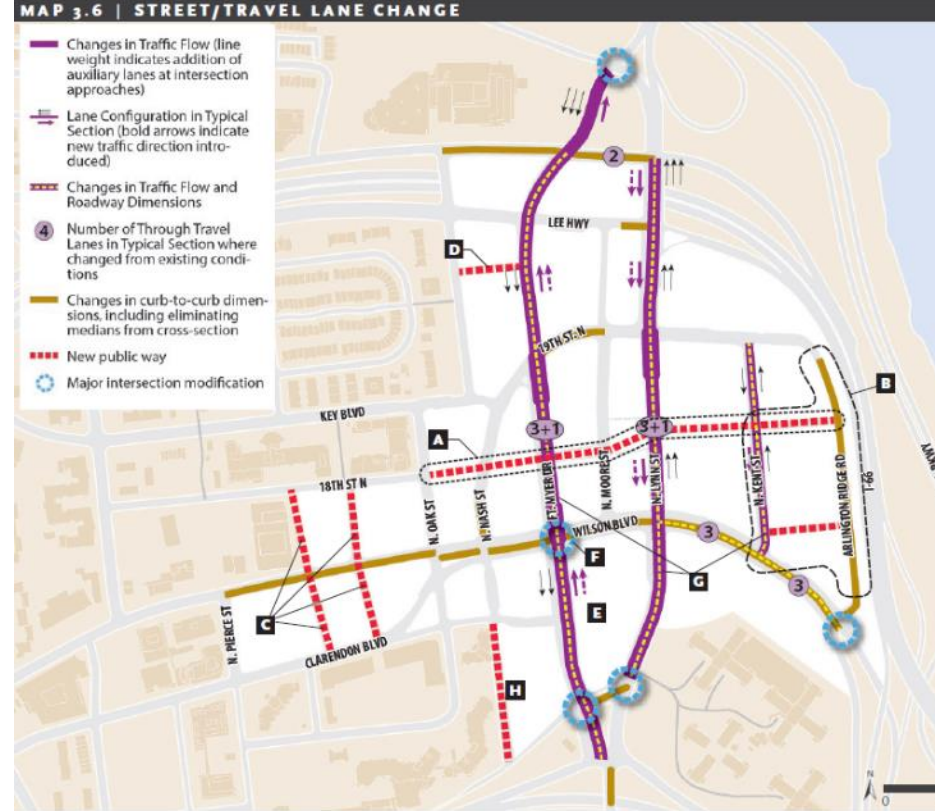 MAP 3.6 | STREET/TRAVEL LANE CHANGE
Changes in Traffic Flow (line
weight indicates addition of
auxiliary lanes at intersection
approaches)
Lane Configuration in Typical
Section (bold arrows indicate
new traffic direction intro-
duced)
Changes in Traffic Flow and
Roadway Dimensions
4
Number of Through Travel
Lanes in Typical Section where
changed from existing condi-
tions
Changes in curb-to-curb dimen-
sions, including eliminating
medians from cross-section
New public way
Major intersection modification
2
LEE HWY
D
19TH ST N
B
KEY BLVD
3+1
3+1
A
18TH ST N
N. OAK ST
N. NASH ST
FT. MYER DR
N. MOORE ST
N. LYNN ST
N. KENT ST
ARLINGTON RIDGE RD
I-66
PKWY
WILSON BLVD
3
F
G
3
C
E
N. PIERCE ST
CLARENDON BLVD
H
N
0